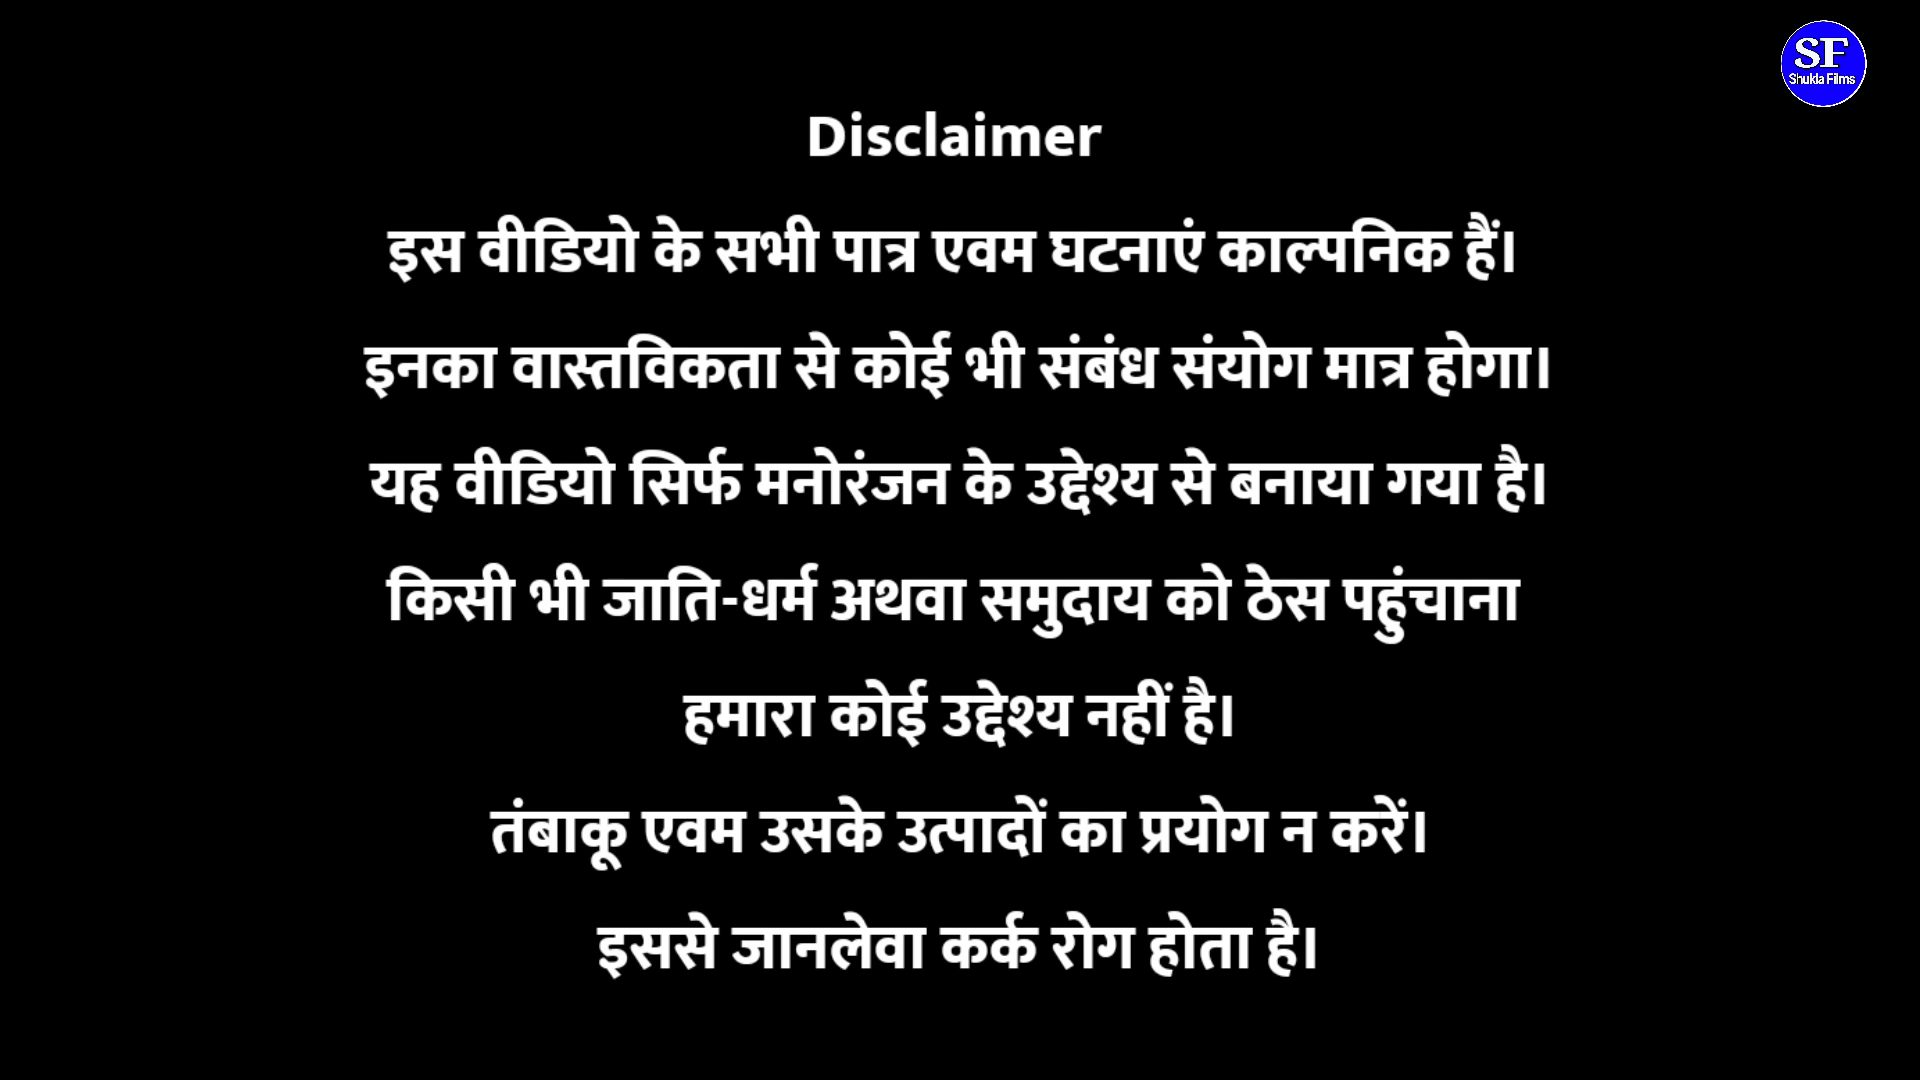 SF
Shukla Films
Disclaimer
इस वीडियो के सभी पात्र एवम घटनाएं काल्पनिक हैं।
इनका वास्तविकता से कोई भी संबंध संयोग मात्र होगा।
यह वीडियो सिर्फ मनोरंजन के उद्देश्य से बनाया गया है।
किसी भी जाति-धर्म अथवा समुदाय को ठेस पहुंचाना
हमारा कोई उद्देश्य नहीं है।
तंबाकू एवम उसके उत्पादों का प्रयोग न करें।
इससे जानलेवा कर्क रोग होता है।